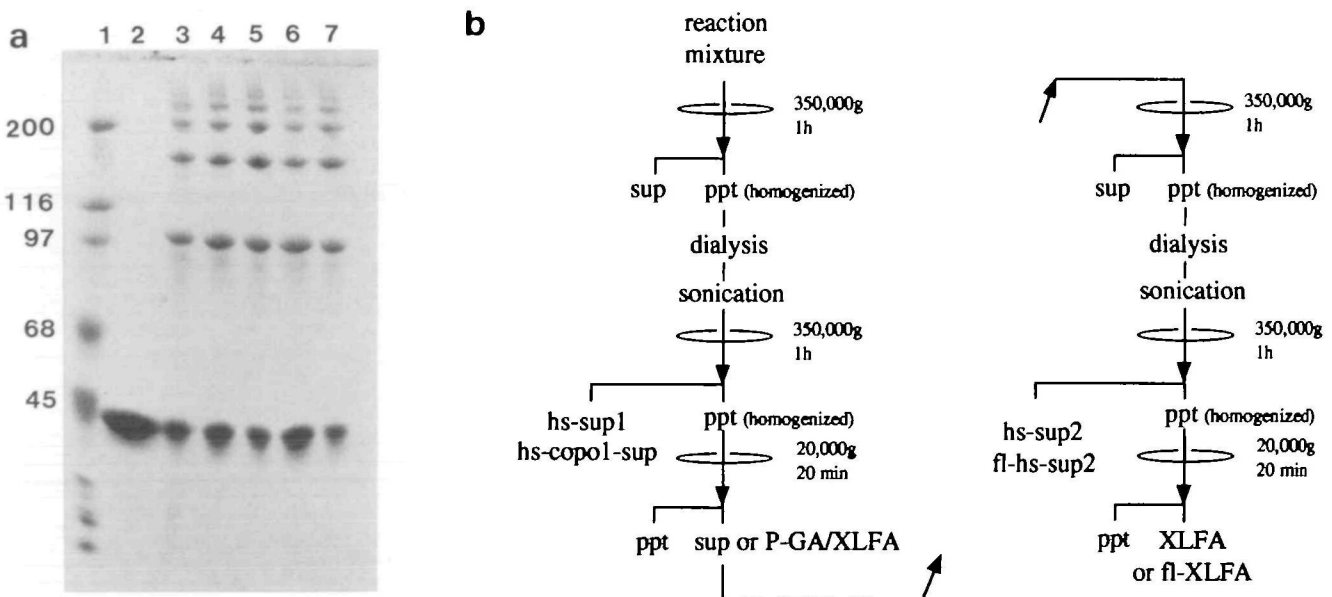 a
1 2 3 4 5 6 7
200
116
97
68
45
b
reaction
mixture
350,000g
1h
sup ppt (homogenized)
dialysis
sonication
350,000g
1h
hs-sup1
hs-copo1-sup
ppt (homogenized)
20,000g
20 min
ppt sup or P-GA/XLFA
350,000g
1h
sup ppt (homogenized)
dialysis
sonication
350,000g
1h
hs-sup2
fl-hs-sup2
ppt (homogenized)
20,000g
20 min
ppt XLFA
or fl-XLFA